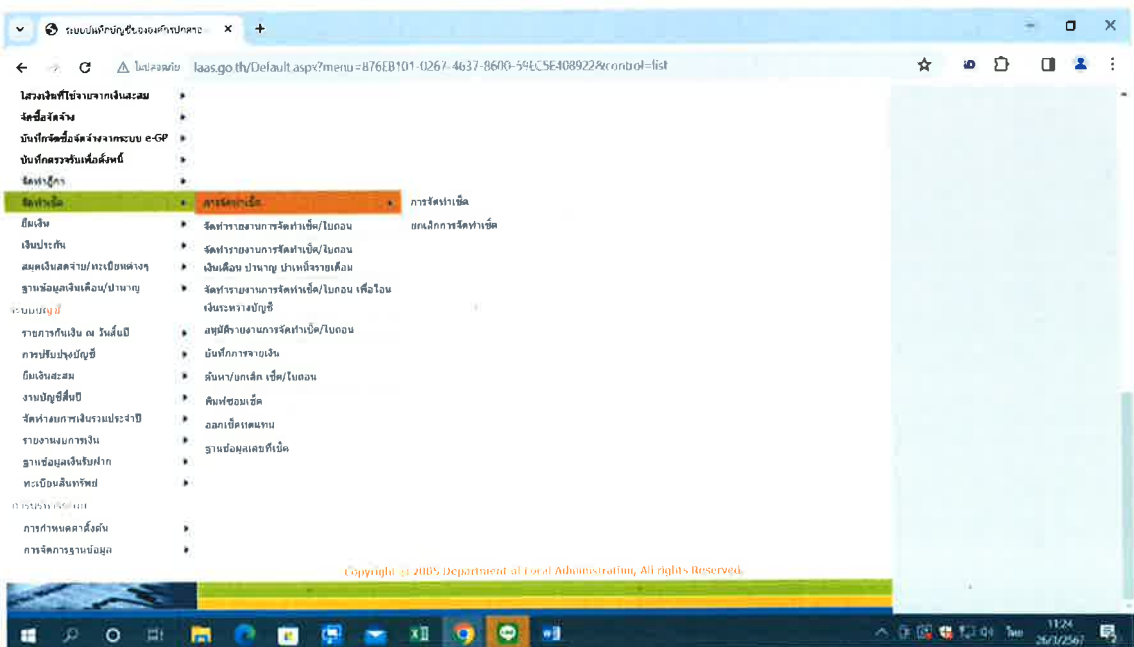 ระบบบันทึกบัญชีขององค์กรปกครอ
ไม่ปลอดภัย laas.go.th/Default.aspx?menu=876EB101-0267-4637-8600-59EC5E408922&control=list
ใส่วงเงินที่ใช้จ่ายจากเงินสะสม
จัดซื้อจัดจ้าง
บันทึกจัดซื้อจัดจ้างจากระบบ e-GP
บันทึกตรวจรับเพื่อตั้งหนี้
จัดทำฎีกา
จัดทำเช็ค
ยืมเงิน
เงินประกัน
สมุดเงินสดจ่าย/ทะเบียนต่างๆ
ฐานข้อมูลเงินเดือน/บำนาญ
ระบบบัญชี
รายการกันเงิน ณ วันสิ้นปี
การปรับปรุงบัญชี
ยืมเงินสะสม
งานบัญชีสิ้นปี
จัดทำงบการเงินรวมประจำปี
รายงานงบการเงิน
ฐานข้อมูลเงินรับฝาก
ทะเบียนสินทรัพย์
การกำหนดค่าตั้งต้น
การจัดการฐานข้อมูล
การจัดทำเช็ค
จัดทำรายงานการจัดทำเช็ค/ใบถอน
จัดทำรายงานการจัดทำเช็ค/ใบถอน
เงินเดือน บำนาญ บำเหน็จรายเดือน
จัดทำรายงานการจัดทำเช็ค/ใบถอน เพื่อโอน
เงินระหว่างบัญชี
อนุมัติรายงานการจัดทำเช็ค/ใบถอน
บันทึกการจ่ายเงิน
ค้นหา/ยกเลิก เช็ค/ใบถอน
พิมพ์ซองเช็ค
ออกเช็คทดแทน
ฐานข้อมูลเลขที่เช็ค
การจัดทำเช็ค
ยกเลิกการจัดทำเช็ค
Copyright © 2005 Department of Local Administration, All rights Reserved.
ไทย
11:24
26/3/2567